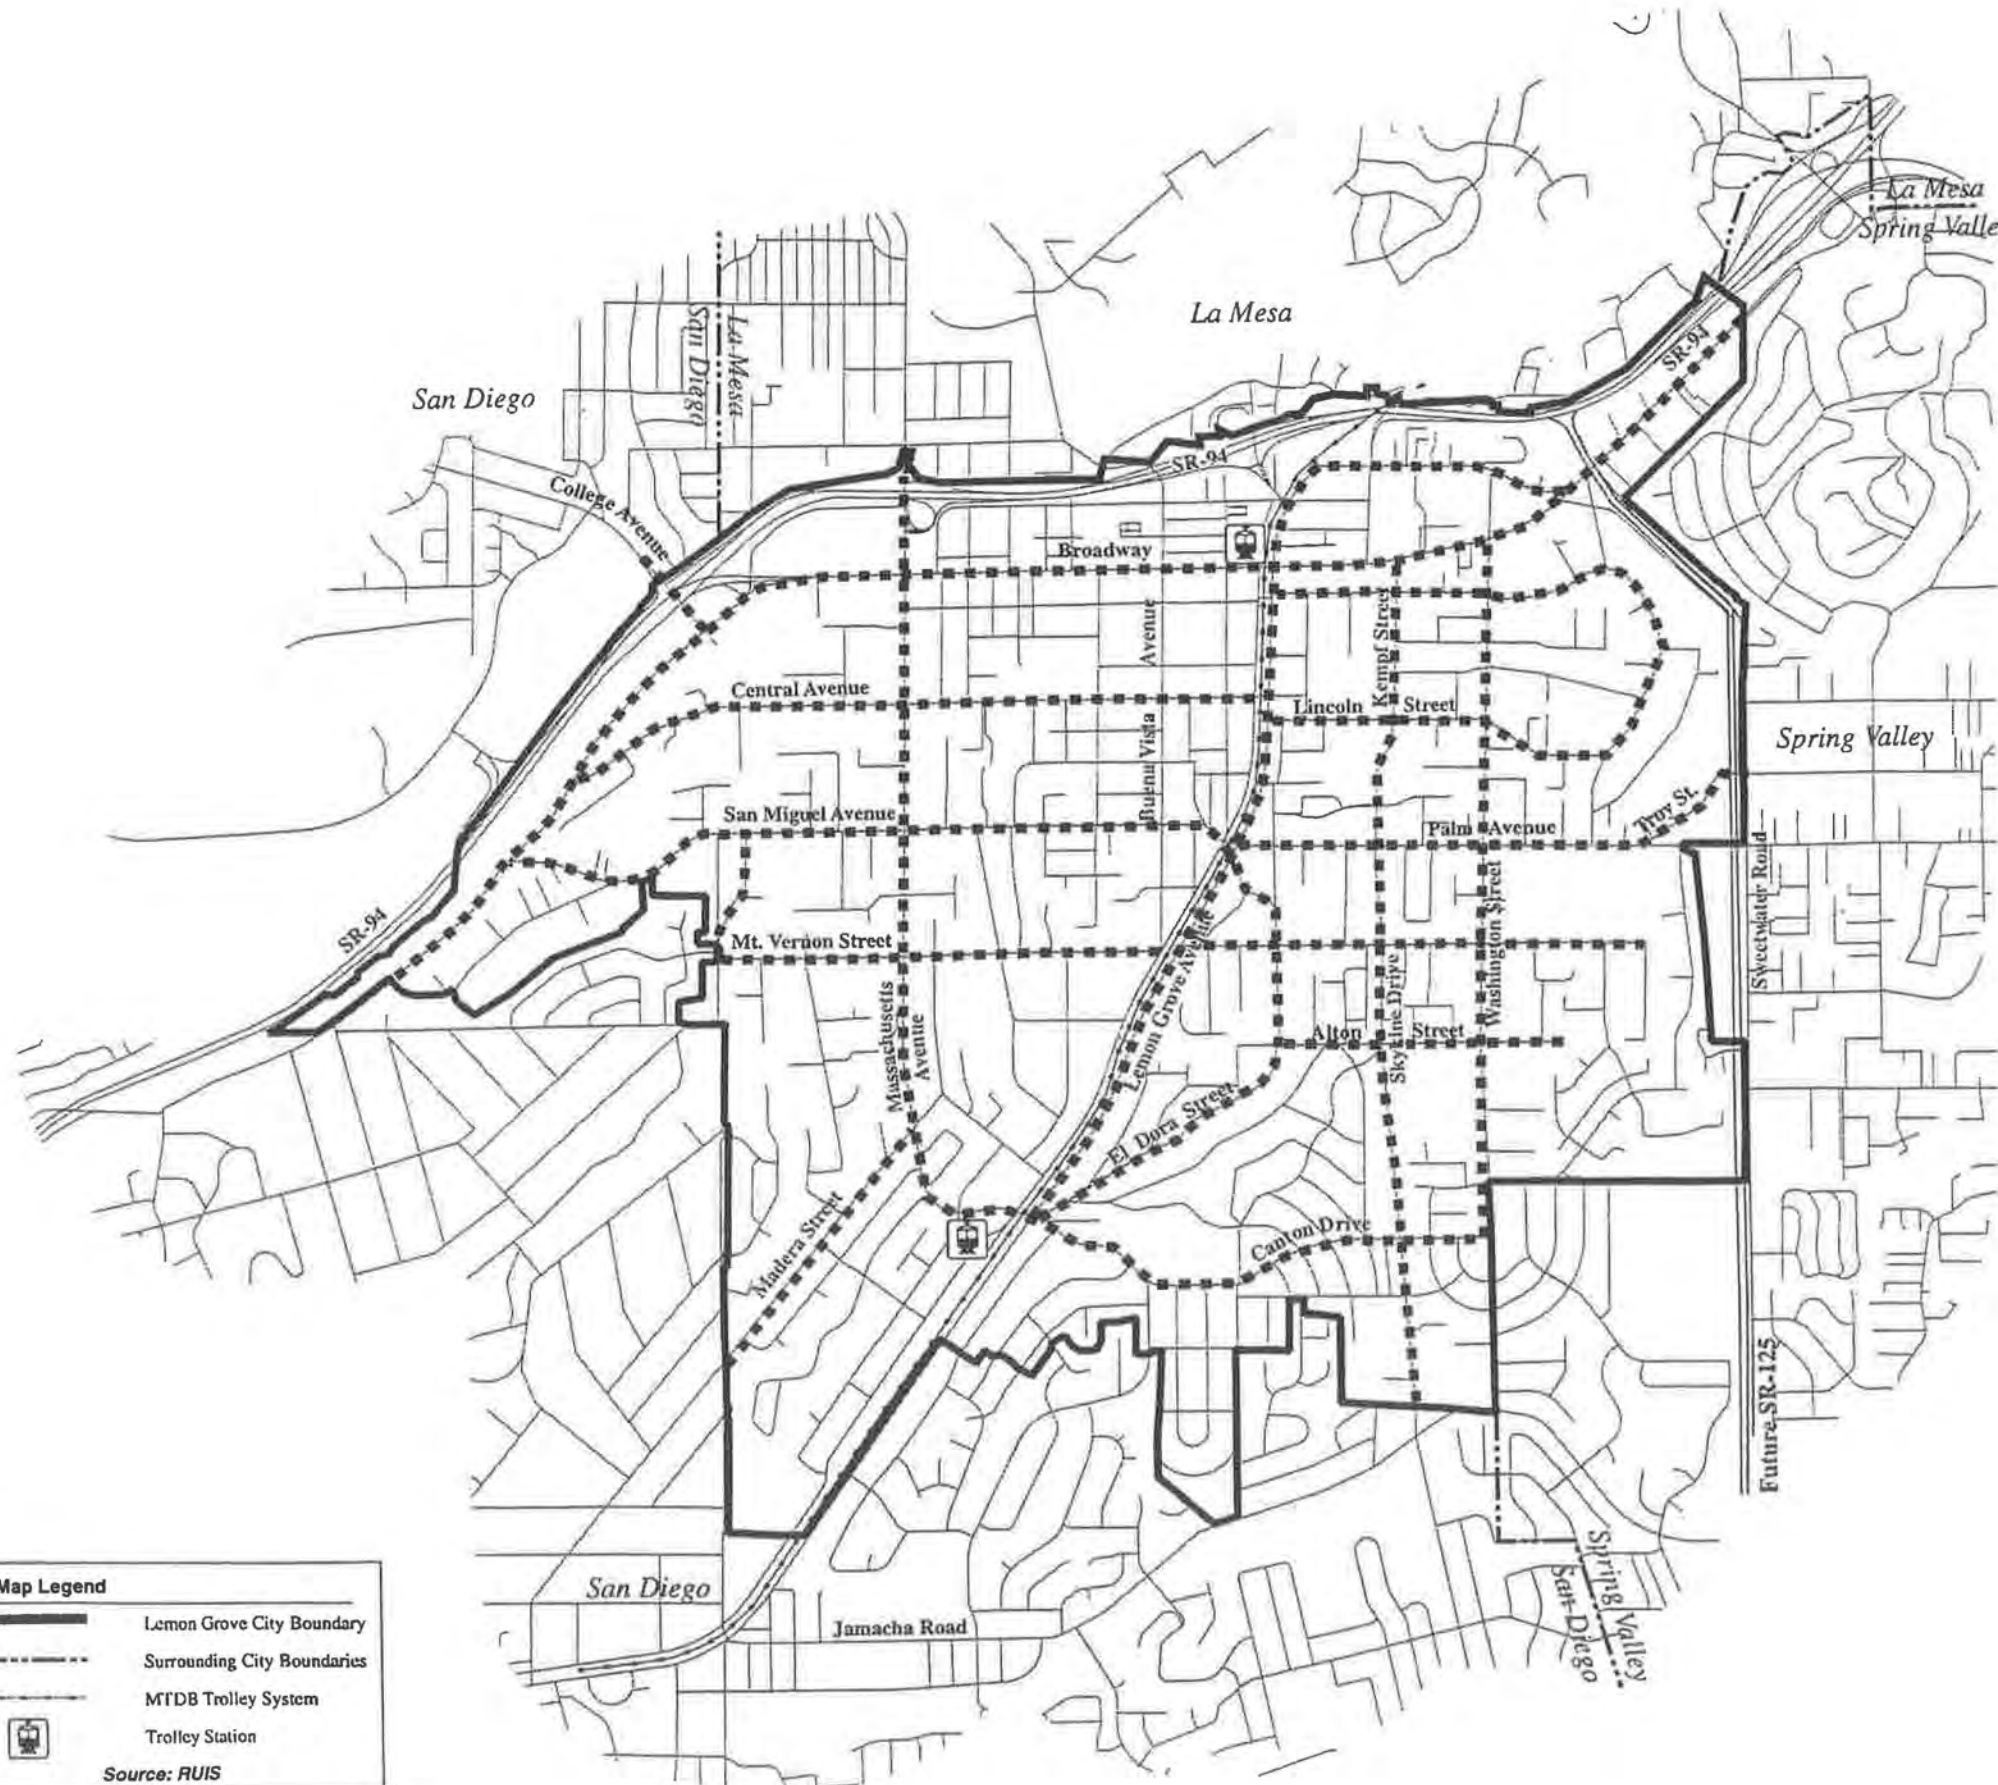 La Mesa
Spring Valle
La Mesa
San Diego
La Mesa
San Diego
SR-94
SR-94
College Avenue
Broadway
Avenue
Buena Vista
Kempf Street
Central Avenue
Lincoln Street
Spring Valley
San Miguel Avenue
Palm Avenue
Troy St.
SR-94
Mt. Vernon Street
Sweetwater Road
Washington Street
Massachusetts
Avenue
Lemon Grove Avenue
Skyline Drive
Alton Street
El Dora Street
Madera Street
Canton Drive
Future SR-125
San Diego
Jamacha Road
Spring Valley
San Diego
Map Legend
Lemon Grove City Boundary
Surrounding City Boundaries
MTDB Trolley System
Trolley Station
Source: RUIS